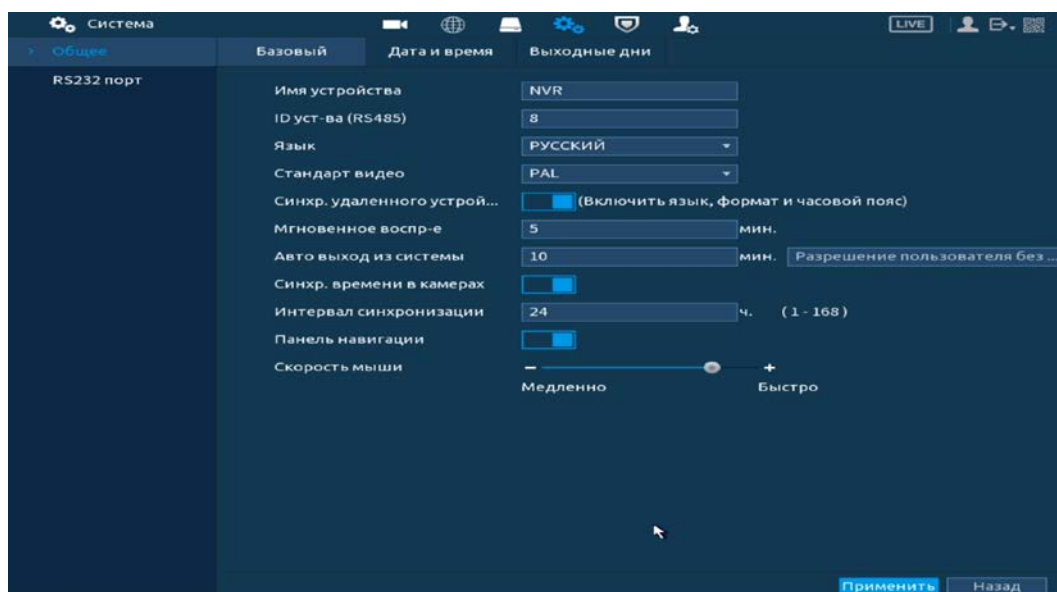 Система LIVE
Общее Базовый Дата и время Выходные дни
RS232 порт
Имя устройства NVR
ID уст-ва (RS485) 8
Язык РУССКИЙ
Стандарт видео PAL
Синхр. удаленного устрой... (Включить язык, формат и часовой пояс)
Мгновенное воспр-е 5 мин.
Авто выход из системы 10 мин. Разрешение пользователя без ...
Синхр. времени в камерах
Интервал синхронизации 24 ч. (1 - 168)
Панель навигации
Скорость мыши - +
Медленно Быстро
Применить Назад